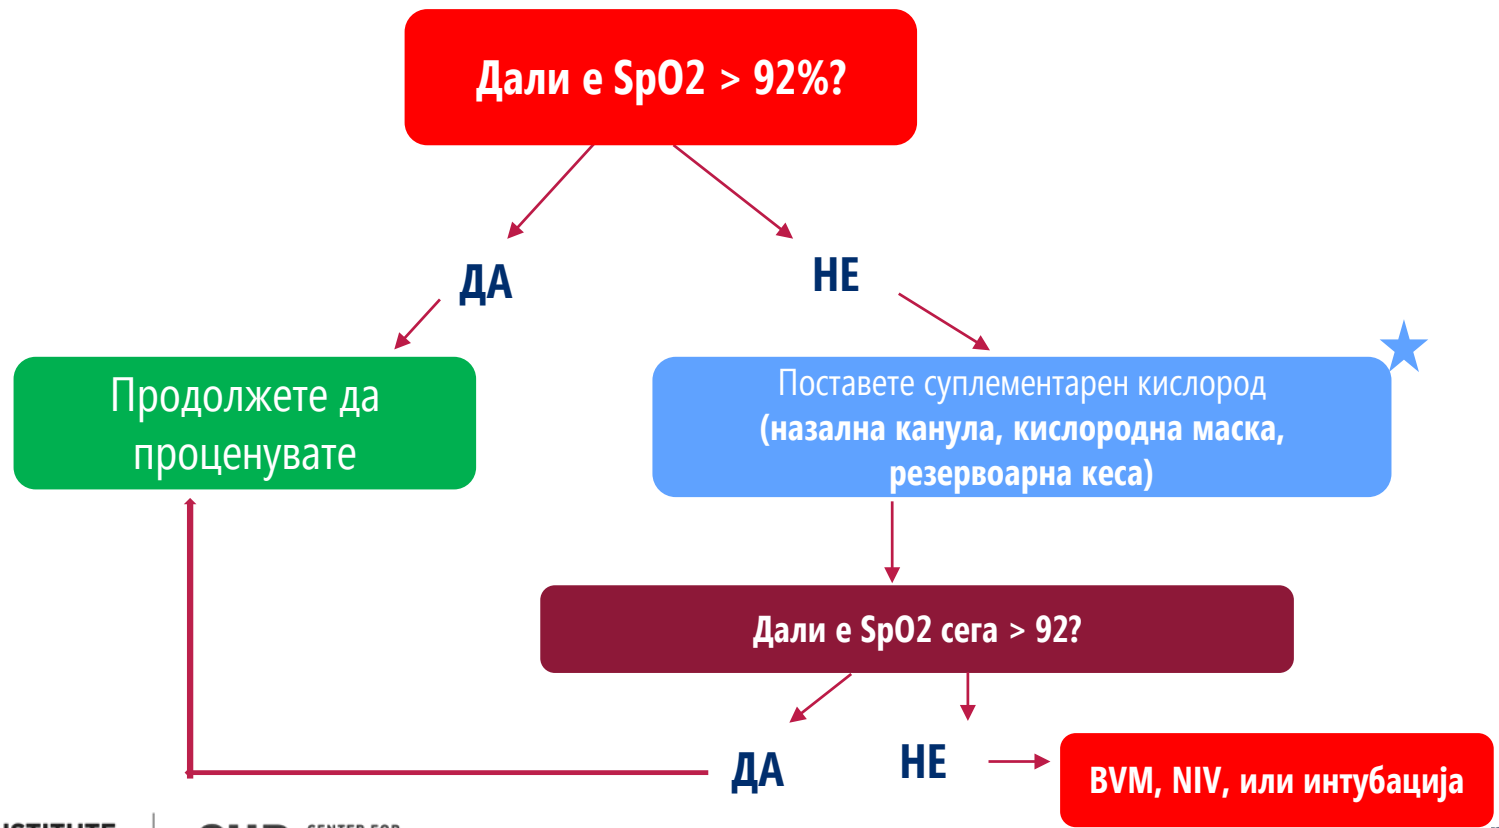 Дали е SpO2 > 92%?
ДА
НЕ
Продолжете да
проценувате
Поставете суплементарен кислород
(назална канула, кислородна маска,
резервоарна кеса)
Дали е SpO2 сега > 92?
ДА
НЕ
BVM, NIV, или интубација